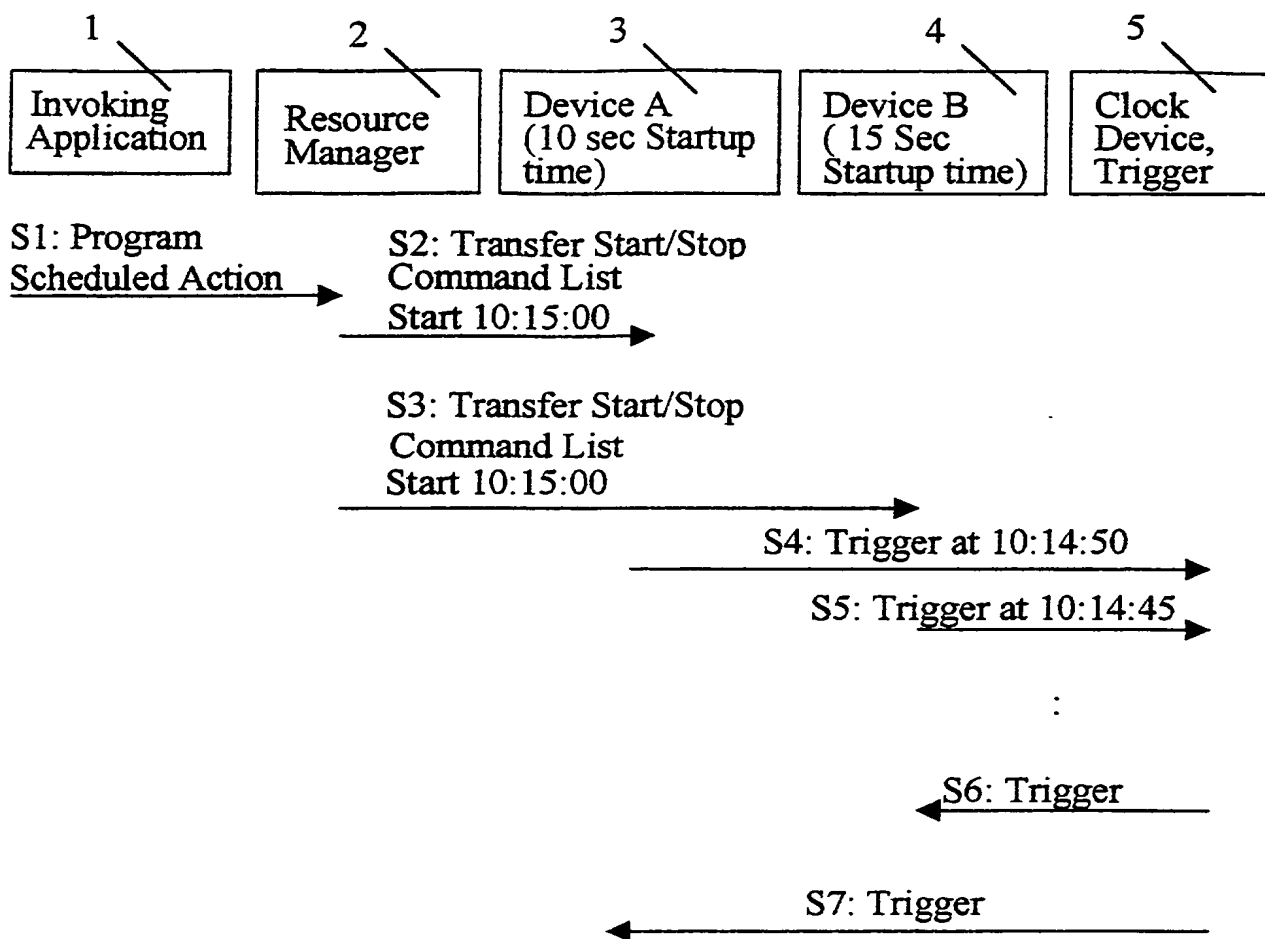 1
2
3
4
5
Invoking
Application
Resource
Manager
Device A
(10 sec Startup
time)
Device B
( 15 Sec
Startup time)
Clock
Device,
Trigger
S1: Program
Scheduled Action
S2: Transfer Start/Stop
Command List
Start 10:15:00
S3: Transfer Start/Stop
Command List
Start 10:15:00
S4: Trigger at 10:14:50
S5: Trigger at 10:14:45
:
S6: Trigger
S7: Trigger